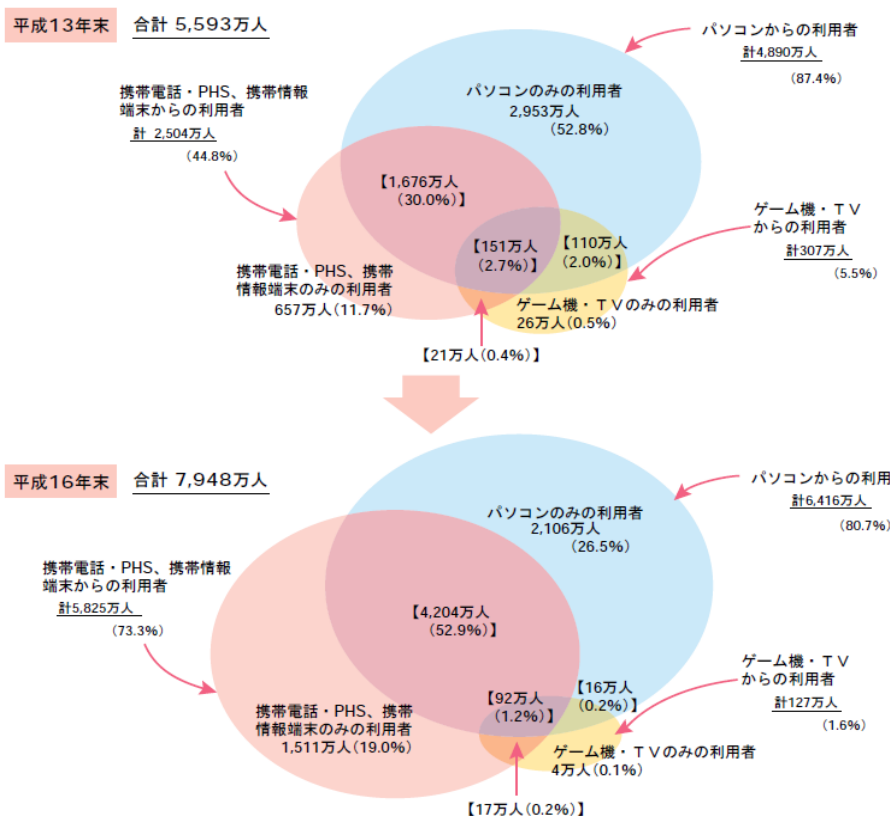 平成13年末 合計 5,593万人
パソコンからの利用者
計4,890万人
(87.4%)
携帯電話・PHS、携帯情報
端末からの利用者
計 2,504万人
(44.8%)
パソコンのみの利用者
2,953万人
(52.8%)
【1,676万人
(30.0%)】
ゲーム機・TV
からの利用者
計307万人
(5.5%)
【151万人
(2.7%)】
【110万人
(2.0%)】
携帯電話・PHS、携帯
情報端末のみの利用者
657万人(11.7%)
ゲーム機・TVのみの利用者
26万人(0.5%)
【21万人(0.4%)】
平成16年末 合計 7,948万人
パソコンからの利用
計6,416万人
(80.7%)
パソコンのみの利用者
2,106万人
(26.5%)
携帯電話・PHS、携帯情報
端末からの利用者
計5,825万人
(73.3%)
【4,204万人
(52.9%)】
ゲーム機・TV
からの利用者
計127万人
(1.6%)
【92万人
(1.2%)】
【16万人
(0.2%)】
携帯電話・PHS、携帯
情報端末のみの利用者
1,511万人(19.0%)
ゲーム機・TVのみの利用者
4万人(0.1%)
【17万人(0.2%)】